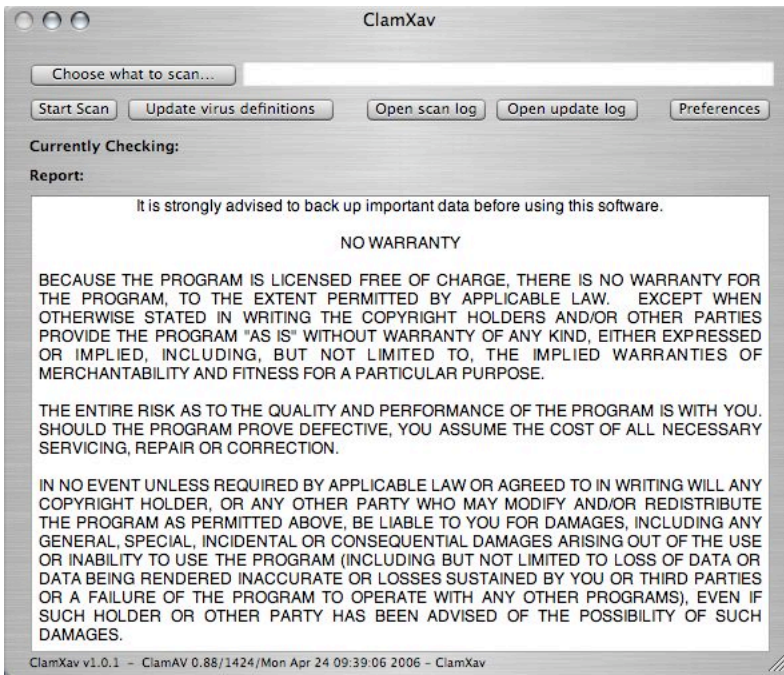 ClamXav
Choose what to scan...
Start Scan Update virus definitions Open scan log Open update log Preferences
Currently Checking:
Report:
It is strongly advised to back up important data before using this software.
NO WARRANTY
BECAUSE THE PROGRAM IS LICENSED FREE OF CHARGE, THERE IS NO WARRANTY FOR
THE PROGRAM, TO THE EXTENT PERMITTED BY APPLICABLE LAW. EXCEPT WHEN
OTHERWISE STATED IN WRITING THE COPYRIGHT HOLDERS AND/OR OTHER PARTIES
PROVIDE THE PROGRAM "AS IS" WITHOUT WARRANTY OF ANY KIND, EITHER EXPRESSED
OR IMPLIED, INCLUDING, BUT NOT LIMITED TO, THE IMPLIED WARRANTIES OF
MERCHANTABILITY AND FITNESS FOR A PARTICULAR PURPOSE.
THE ENTIRE RISK AS TO THE QUALITY AND PERFORMANCE OF THE PROGRAM IS WITH YOU.
SHOULD THE PROGRAM PROVE DEFECTIVE, YOU ASSUME THE COST OF ALL NECESSARY
SERVICING, REPAIR OR CORRECTION.
IN NO EVENT UNLESS REQUIRED BY APPLICABLE LAW OR AGREED TO IN WRITING WILL ANY
COPYRIGHT HOLDER, OR ANY OTHER PARTY WHO MAY MODIFY AND/OR REDISTRIBUTE
THE PROGRAM AS PERMITTED ABOVE, BE LIABLE TO YOU FOR DAMAGES, INCLUDING ANY
GENERAL, SPECIAL, INCIDENTAL OR CONSEQUENTIAL DAMAGES ARISING OUT OF THE USE
OR INABILITY TO USE THE PROGRAM (INCLUDING BUT NOT LIMITED TO LOSS OF DATA OR
DATA BEING RENDERED INACCURATE OR LOSSES SUSTAINED BY YOU OR THIRD PARTIES
OR A FAILURE OF THE PROGRAM TO OPERATE WITH ANY OTHER PROGRAMS), EVEN IF
SUCH HOLDER OR OTHER PARTY HAS BEEN ADVISED OF THE POSSIBILITY OF SUCH
DAMAGES.
ClamXav v1.0.1 – ClamAV 0.88/1424/Mon Apr 24 09:39:06 2006 – ClamXav